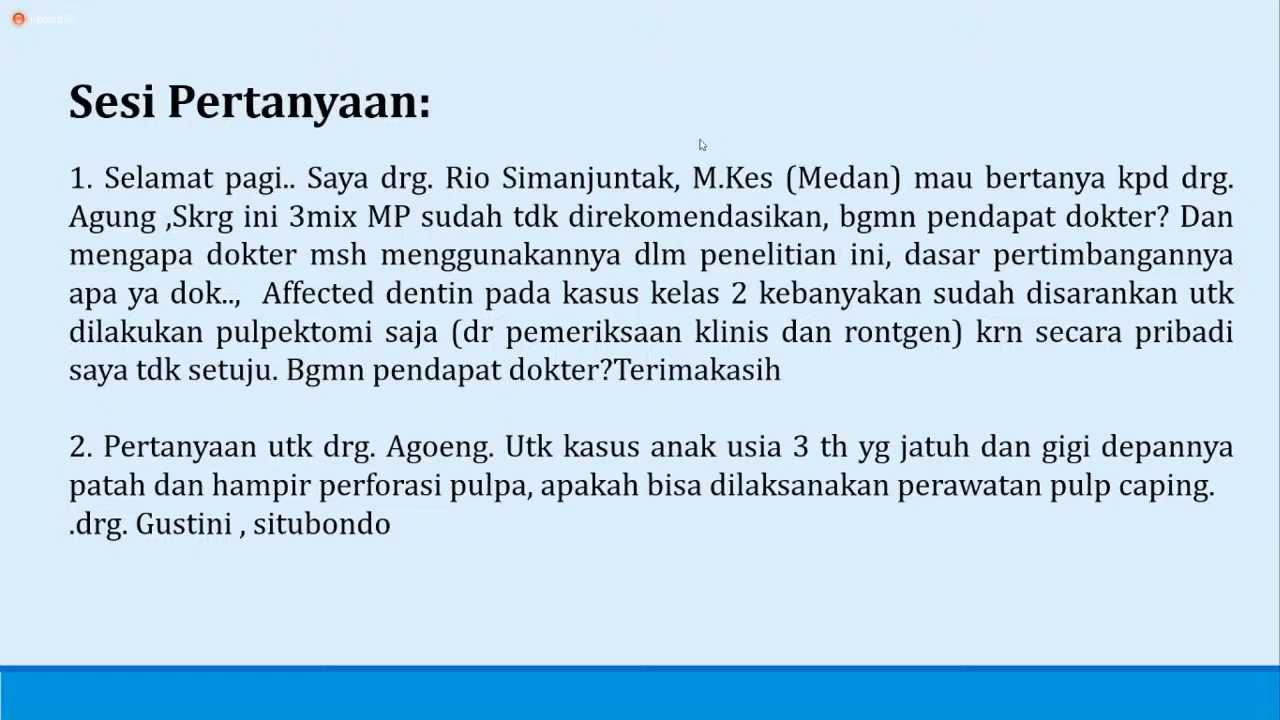 Sesi Pertanyaan:
1. Selamat pagi.. Saya drg. Rio Simanjuntak, M.Kes (Medan) mau bertanya kpd drg.
Agung ,Skrg ini 3mix MP sudah tdk direkomendasikan, bgmn pendapat dokter? Dan
mengapa dokter msh menggunakannya dlm penelitian ini, dasar pertimbangannya
apa ya dok..,  Affected dentin pada kasus kelas 2 kebanyakan sudah disarankan utk
dilakukan pulpektomi saja (dr pemeriksaan klinis dan rontgen) krn secara pribadi
saya tdk setuju. Bgmn pendapat dokter?Terimakasih
2. Pertanyaan utk drg. Agoeng. Utk kasus anak usia 3 th yg jatuh dan gigi depannya
patah dan hampir perforasi pulpa, apakah bisa dilaksanakan perawatan pulp caping.
.drg. Gustini , situbondo